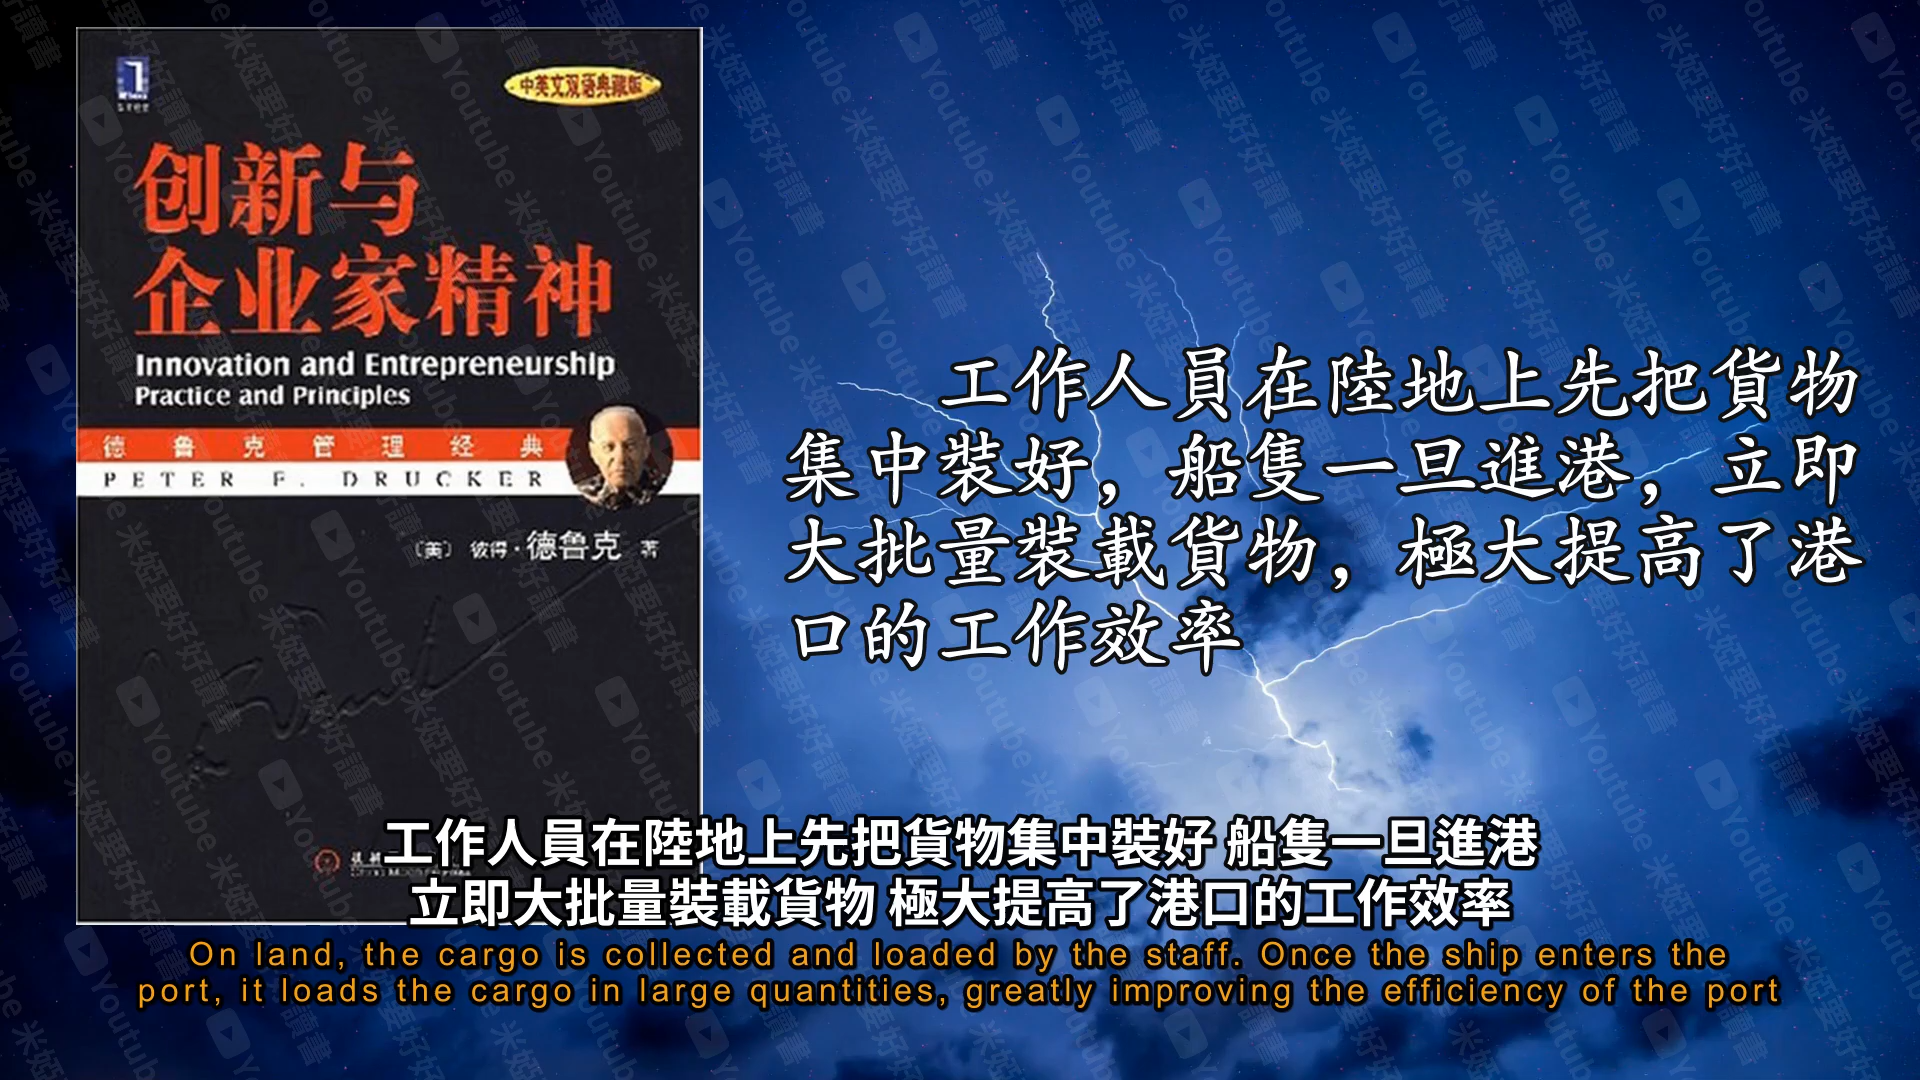 中英文双语典藏版
创新与
企业家精神
Innovation and Entrepreneurship
Practice and Principles
德鲁克管理经典
PETER F. DRUCKER
〔美〕 彼得·德鲁克 著
工作人員在陸地上先把貨物
集中裝好，船隻一旦進港，立即
大批量裝載貨物，極大提高了港
口的工作效率
工作人員在陸地上先把貨物集中裝好 船隻一旦進港
立即大批量裝載貨物 極大提高了港口的工作效率
On land, the cargo is collected and loaded by the staff. Once the ship enters the
port, it loads the cargo in large quantities, greatly improving the efficiency of the port
Youtube 米婭要好好讀書